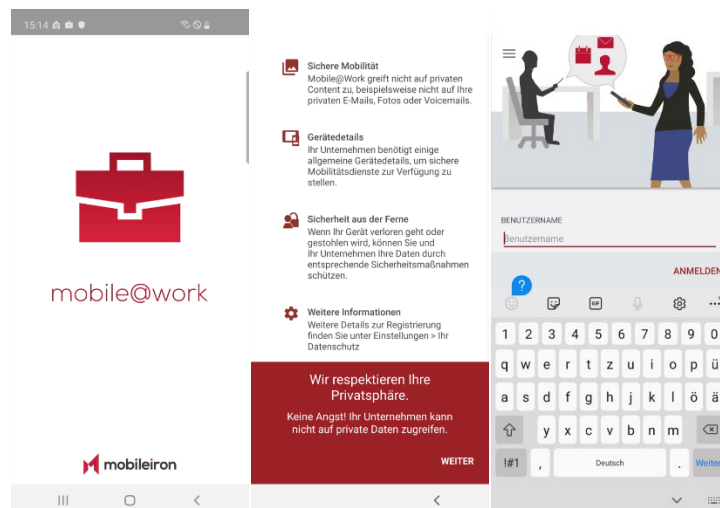 15:14
mobile@work
mobileiron
Sichere Mobilität
Mobile@Work greift nicht auf privaten
Content zu, beispielsweise nicht auf Ihre
privaten E-Mails, Fotos oder Voicemails.
Gerätedetails
Ihr Unternehmen benötigt einige
allgemeine Gerätedetails, um sichere
Mobilitätsdienste zur Verfügung zu
stellen.
Sicherheit aus der Ferne
Wenn Ihr Gerät verloren geht oder
gestohlen wird, können Sie und
Ihr Unternehmen Ihre Daten durch
entsprechende Sicherheitsmaßnahmen
schützen.
Weitere Informationen
Weitere Details zur Registrierung
finden Sie unter Einstellungen > Ihr
Datenschutz
Wir respektieren Ihre
Privatsphäre.
Keine Angst! Ihr Unternehmen kann
nicht auf private Daten zugreifen.
WEITER
BENUTZERNAME
Benutzername
ANMELDEN
?
GIF
1 2 3 4 5 6 7 8 9 0
q w e r t z u i o p ü
a s d f g h j k l ö ä
y x c v b n m
!#1 , Deutsch . Weiter